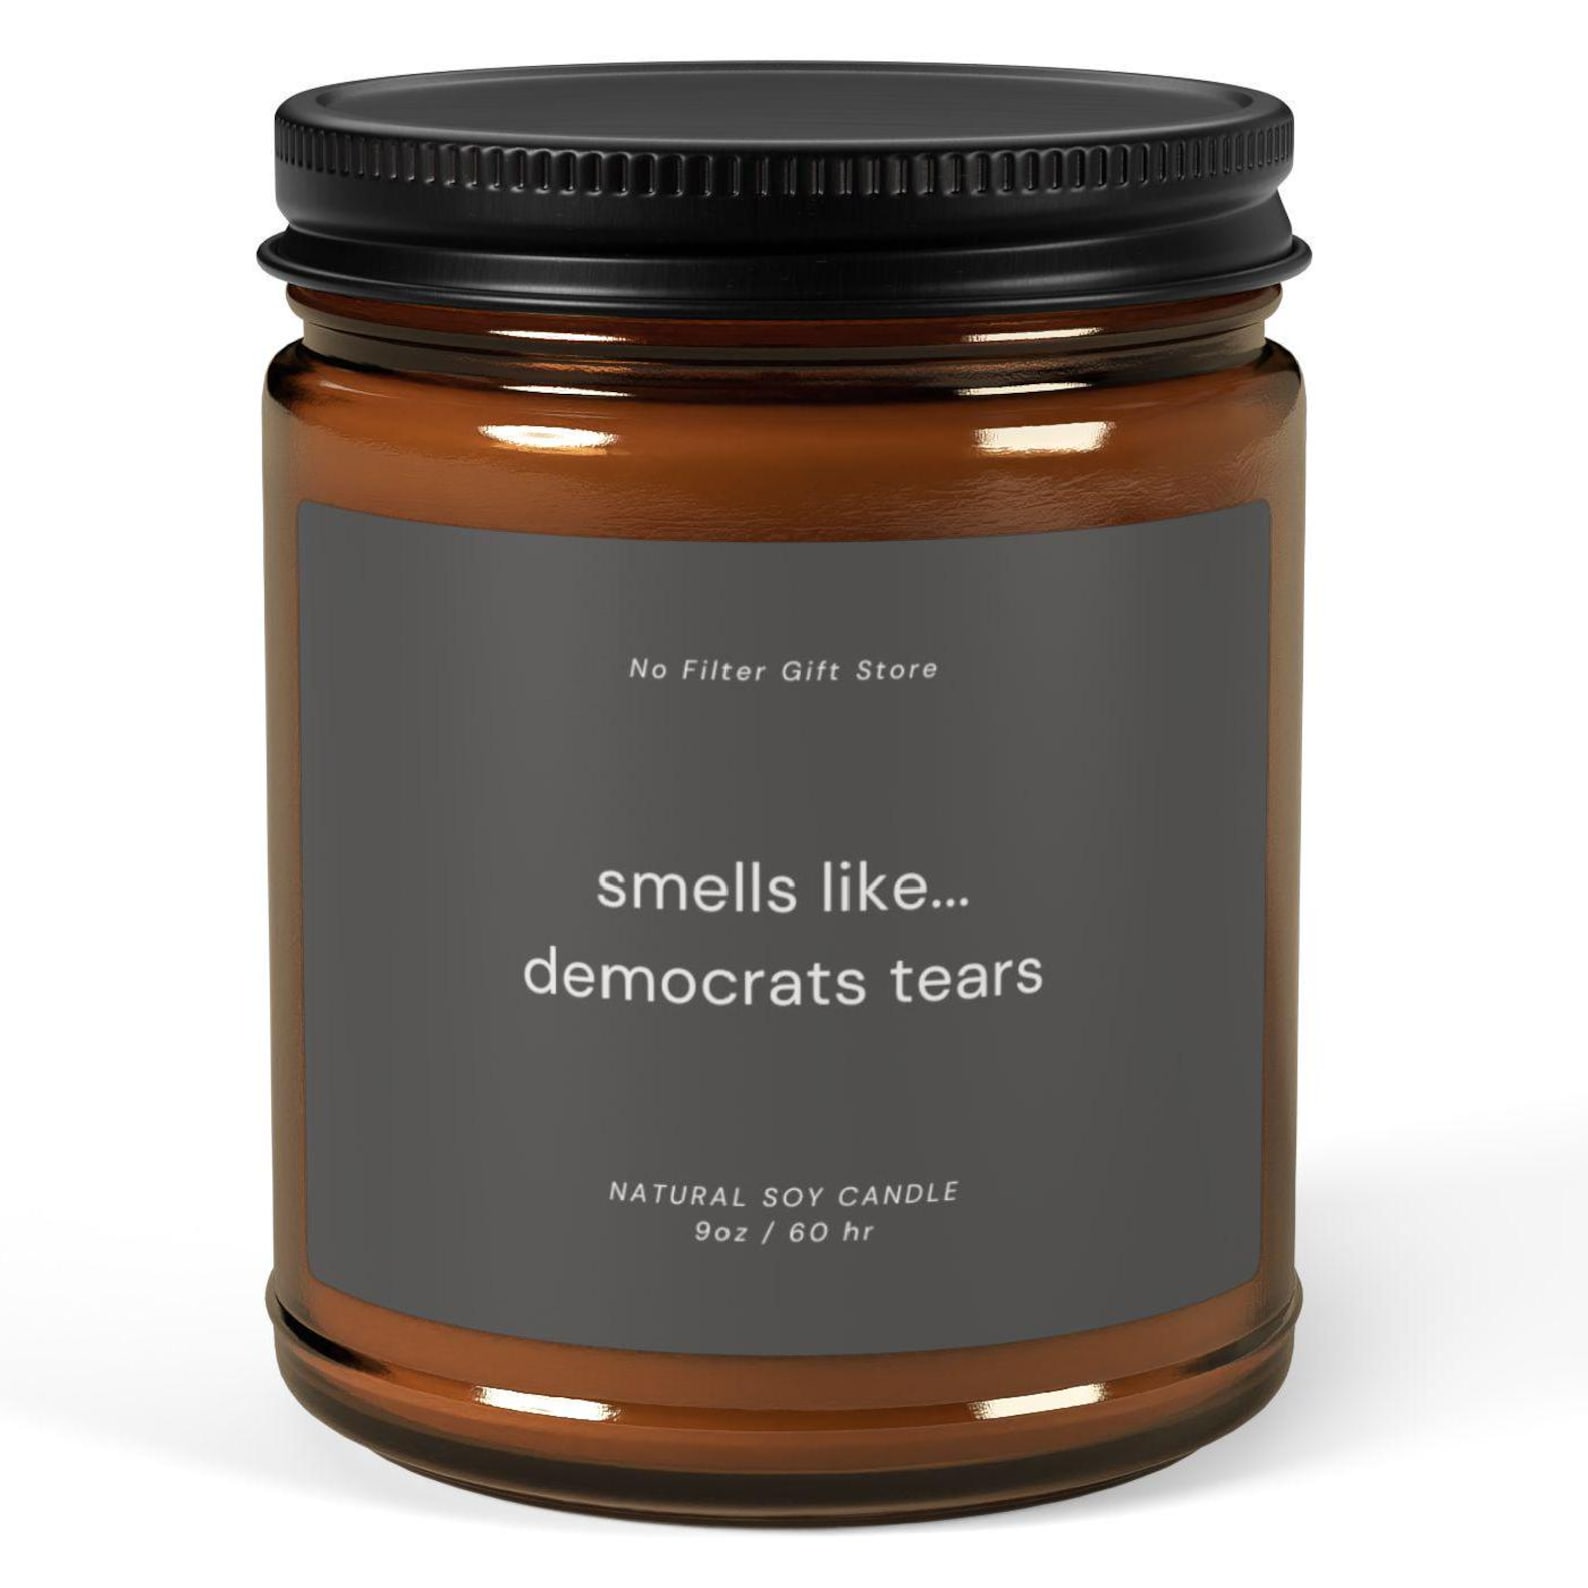 No Filter Gift Store
smells like...
democrats tears
NATURAL SOY CANDLE
9oz / 60 hr